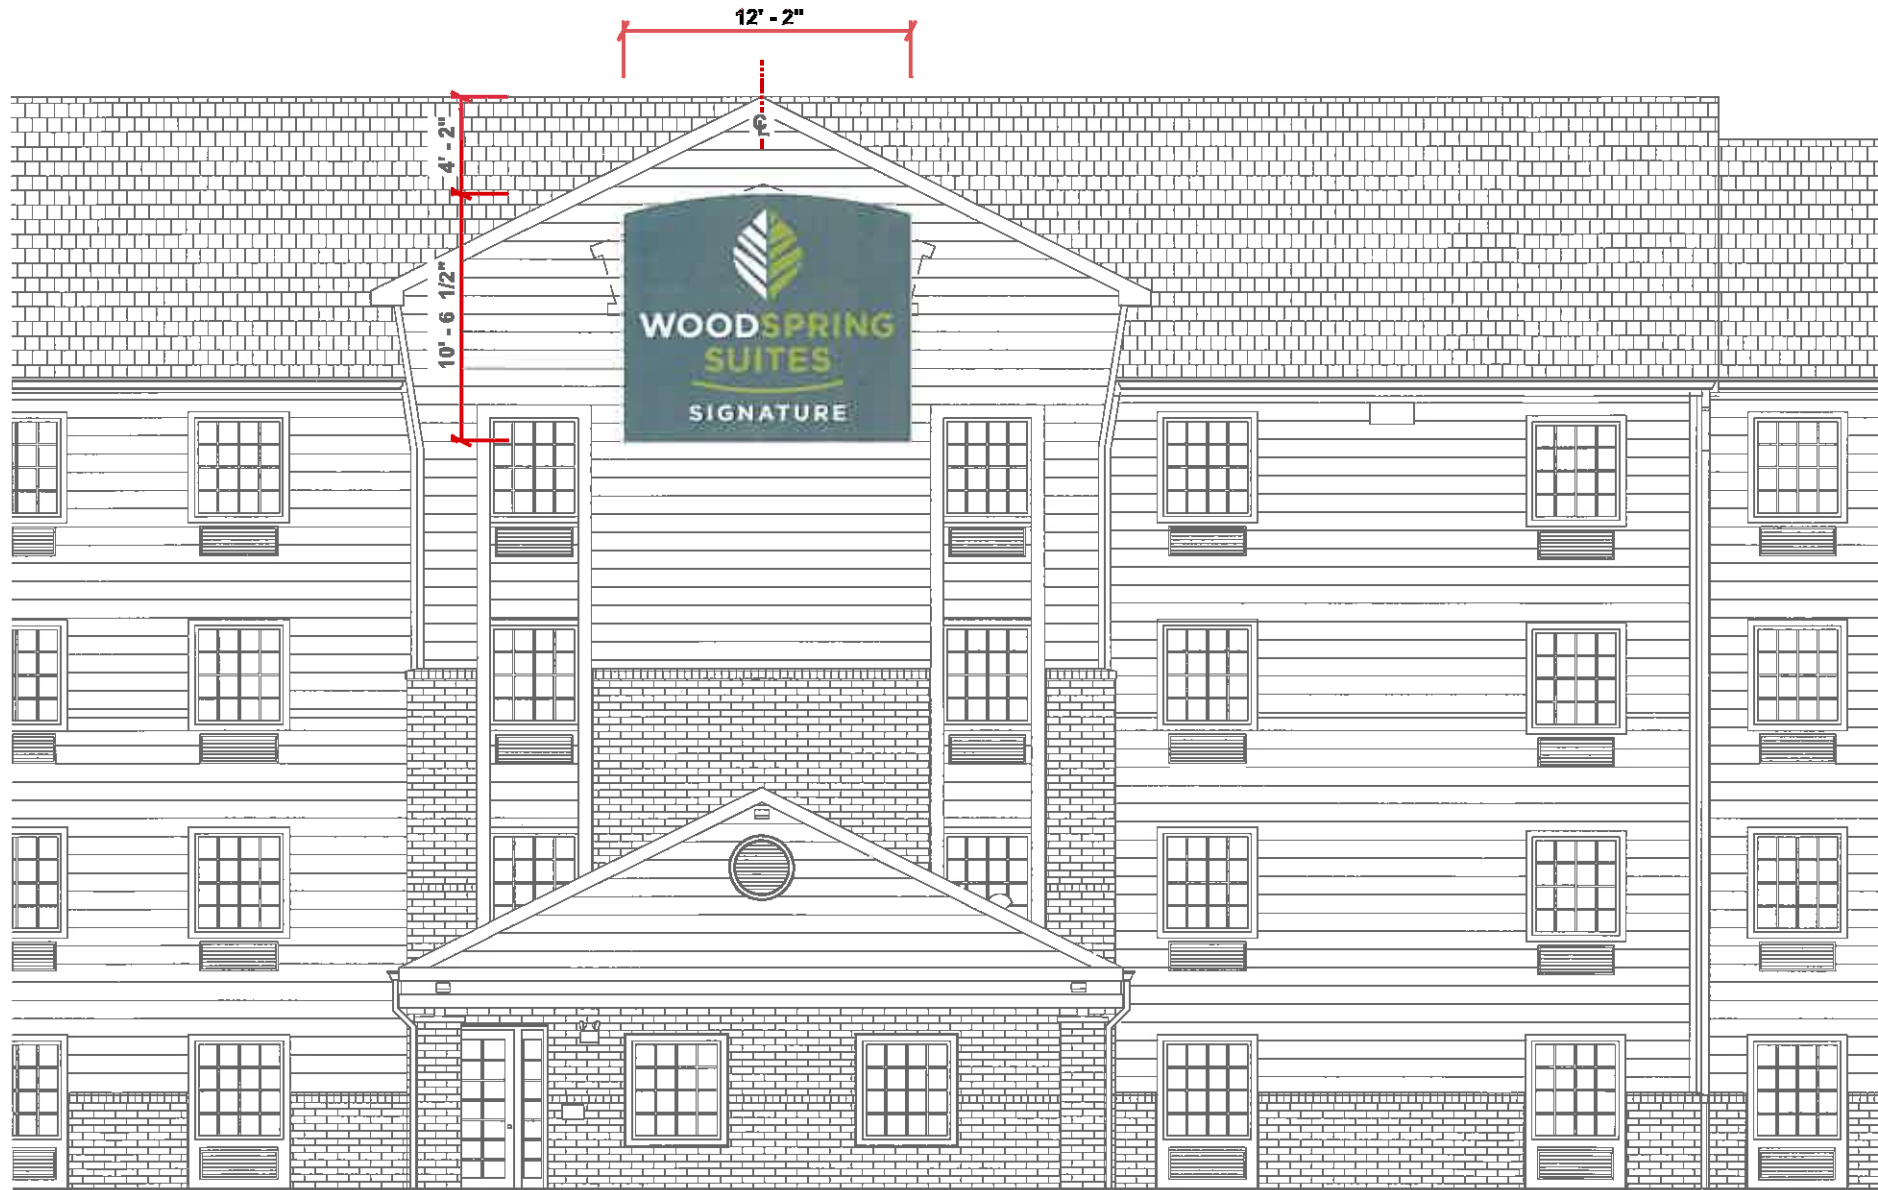 12' - 2"
℄
4' - 2"
10' - 6 1/2"
WOODSPRING
SUITES
SIGNATURE